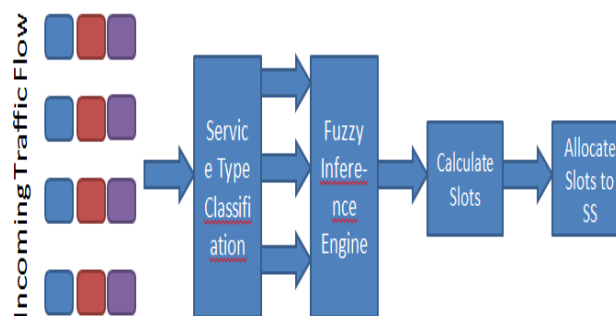 Incoming Traffic Flow
Servic
e Type
Classifi
ation
Fuzzy
Infere-
nce
Engine
Calculate
Slots
Allocate
Slots to
SS